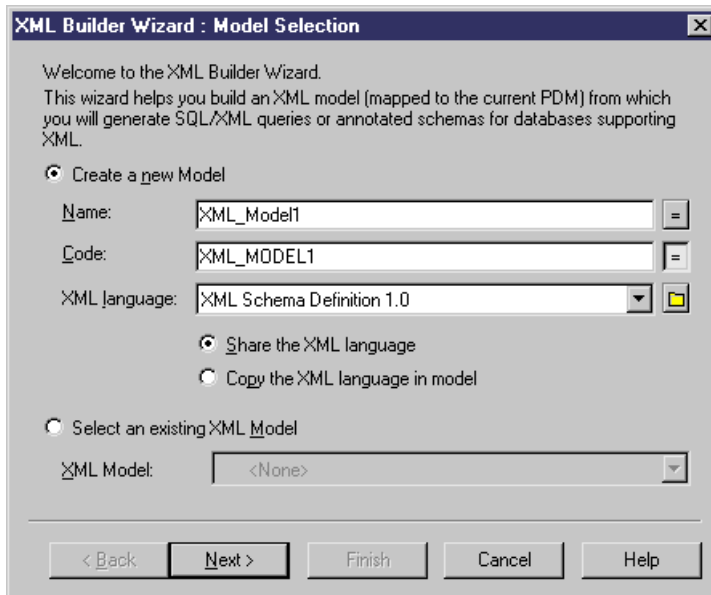 XML Builder Wizard : Model Selection
Welcome to the XML Builder Wizard.
This wizard helps you build an XML model (mapped to the current PDM) from which
you will generate SQL/XML queries or annotated schemas for databases supporting
XML.
Create a new Model
Name: XML_Model1 =
Code: XML_MODEL1 =
XML language: XML Schema Definition 1.0
Share the XML language
Copy the XML language in model
Select an existing XML Model
XML Model: <None>
< Back Next > Finish Cancel Help